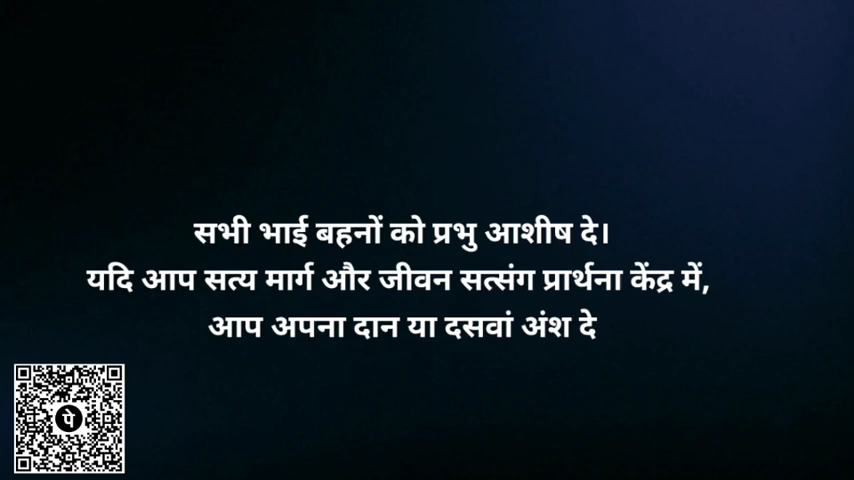 सभी भाई बहनों को प्रभु आशीष दे।
यदि आप सत्य मार्ग और जीवन सत्संग प्रार्थना केंद्र में,
आप अपना दान या दसवां अंश दे
पे